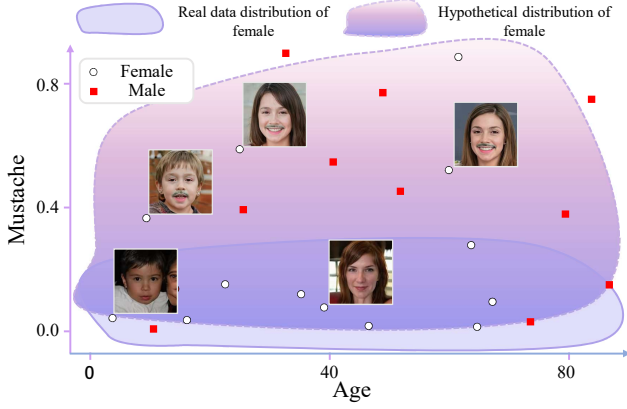 Real data distribution of
female
Hypothetical distribution of
female
Female
Male
Mustache
0.8
0.4
0.0
0
40
80
Age